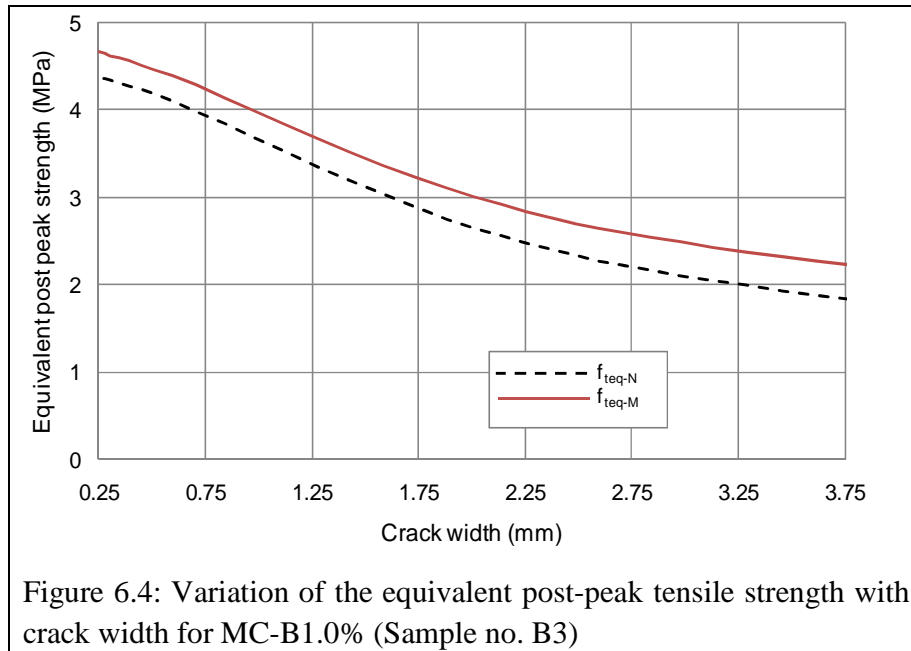 5
4
3
2
1
0
Equivalent post peak strength (MPa)
f_teq-N
f_teq-M
0.25 0.75 1.25 1.75 2.25 2.75 3.25 3.75
Crack width (mm)
Figure 6.4: Variation of the equivalent post-peak tensile strength with
crack width for MC-B1.0% (Sample no. B3)